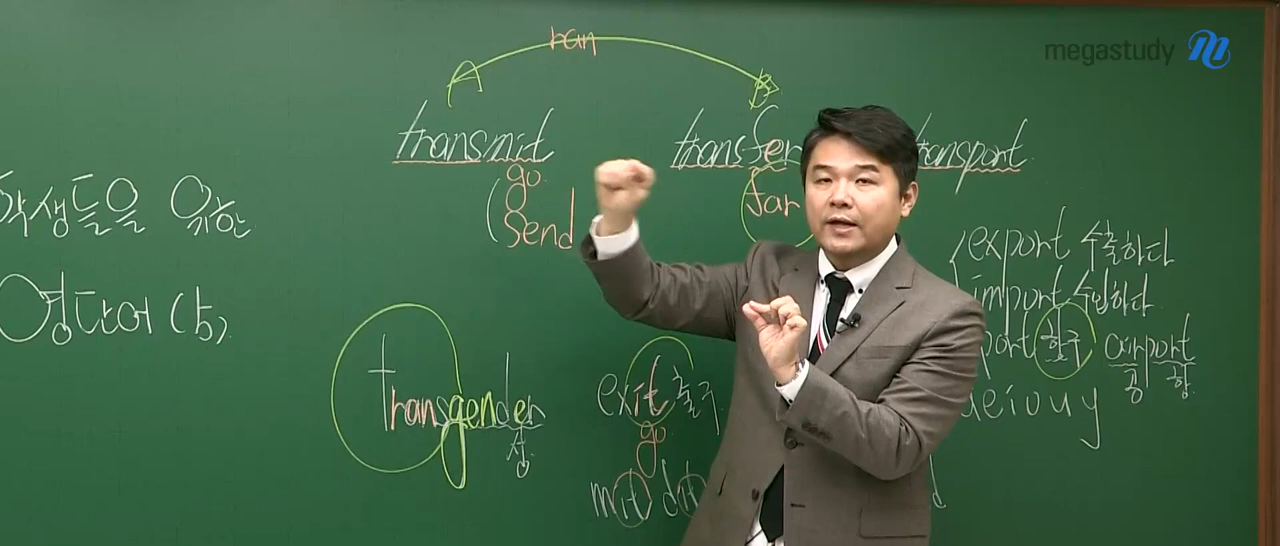 megastudy
ran
A B
transmit transfer transport
go
send
far
학생들을 위한
영단어 (5)
export 수출하다
import 수입하다
port 항구 airport
공 항
aeiouy
transgender
성
exit 출구
go
mit dit